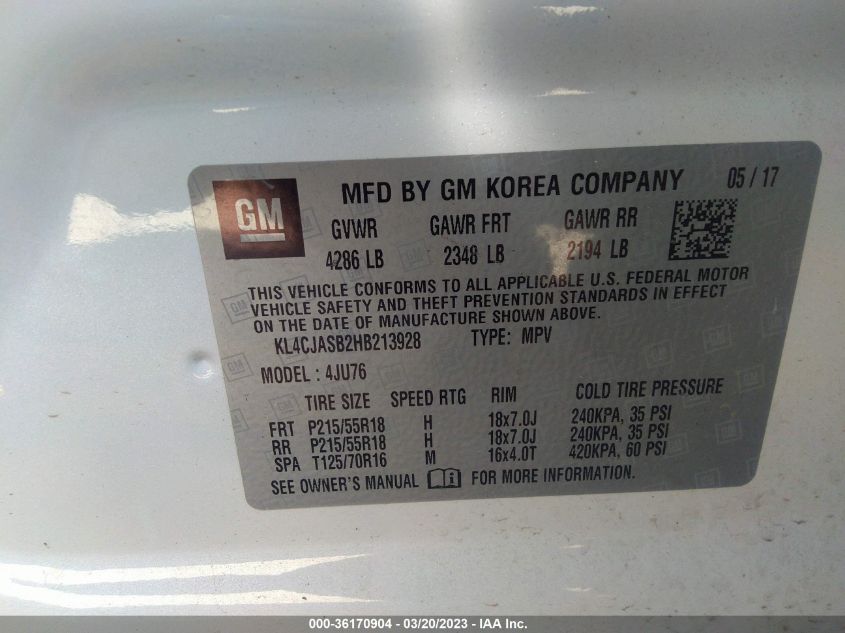 GM
MFD BY GM KOREA COMPANY 05 / 17
GVWR GAWR FRT GAWR RR
4286 LB 2348 LB 2194 LB
THIS VEHICLE CONFORMS TO ALL APPLICABLE U.S. FEDERAL MOTOR
VEHICLE SAFETY AND THEFT PREVENTION STANDARDS IN EFFECT
ON THE DATE OF MANUFACTURE SHOWN ABOVE.
KL4CJASB2HB213928 TYPE: MPV
MODEL : 4JU76
TIRE SIZE SPEED RTG RIM COLD TIRE PRESSURE
FRT P215/55R18 H 18x7.0J 240KPA, 35 PSI
RR P215/55R18 H 18x7.0J 240KPA, 35 PSI
SPA T125/70R16 M 16x4.0T 420KPA, 60 PSI
SEE OWNER'S MANUAL FOR MORE INFORMATION.
000-36170904 - 03/20/2023 - IAA Inc.